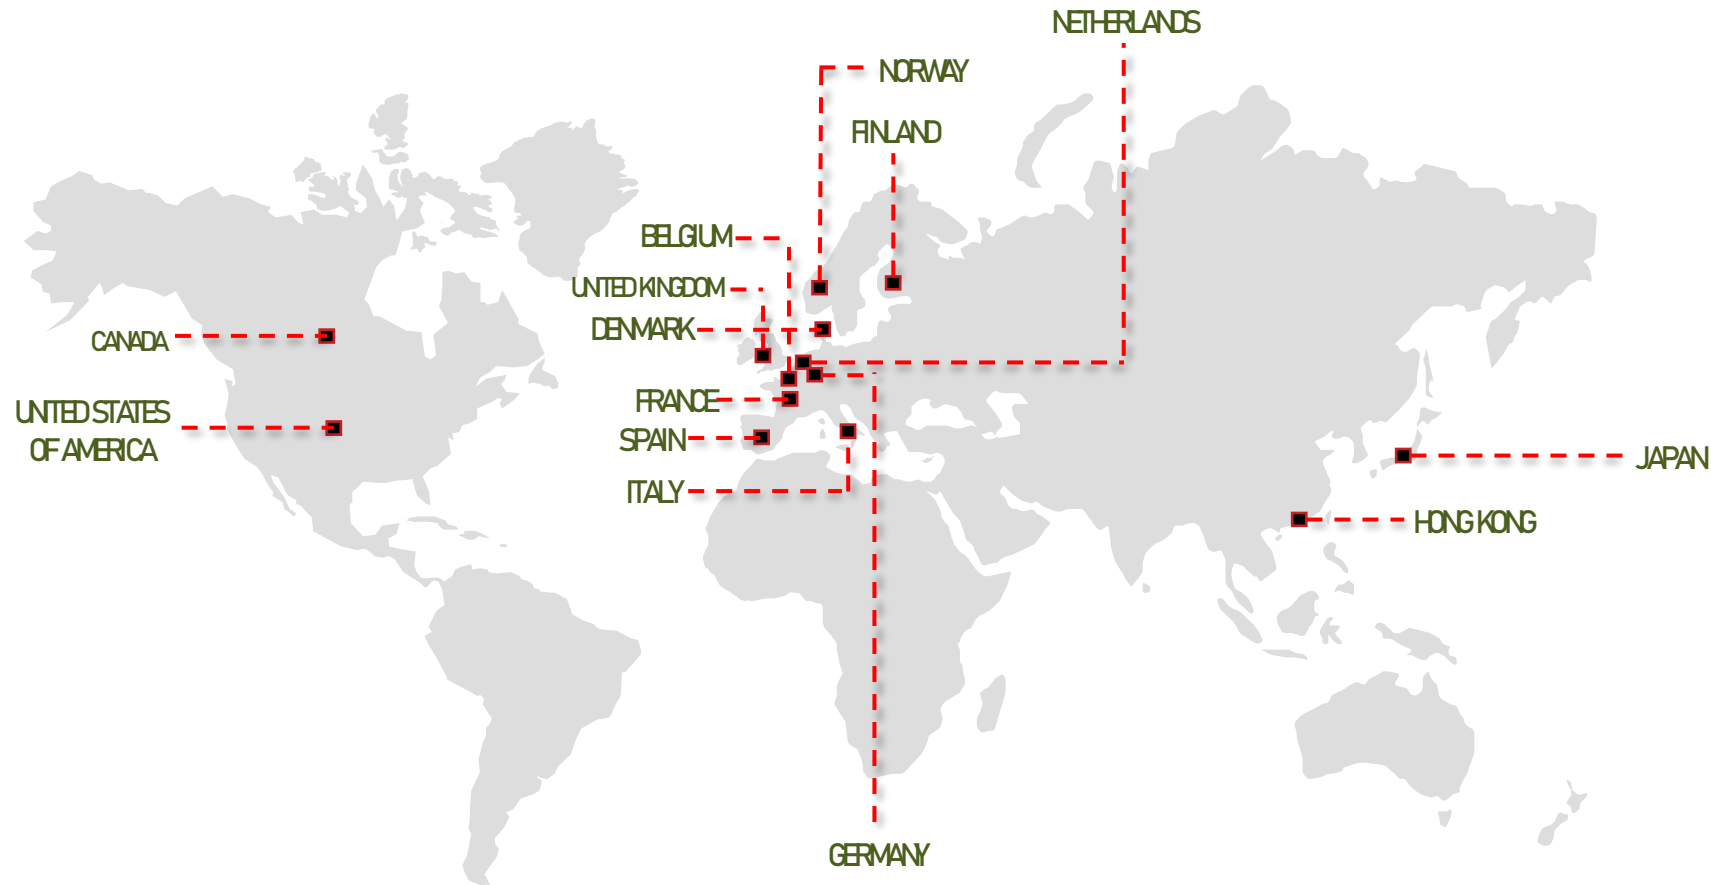 NETHERLANDS
NORWAY
FINLAND
BELGIUM
UNITED KINGDOM
DENMARK
CANADA
FRANCE
UNITED STATES
OF AMERICA
SPAIN
JAPAN
ITALY
HONG KONG
GERMANY